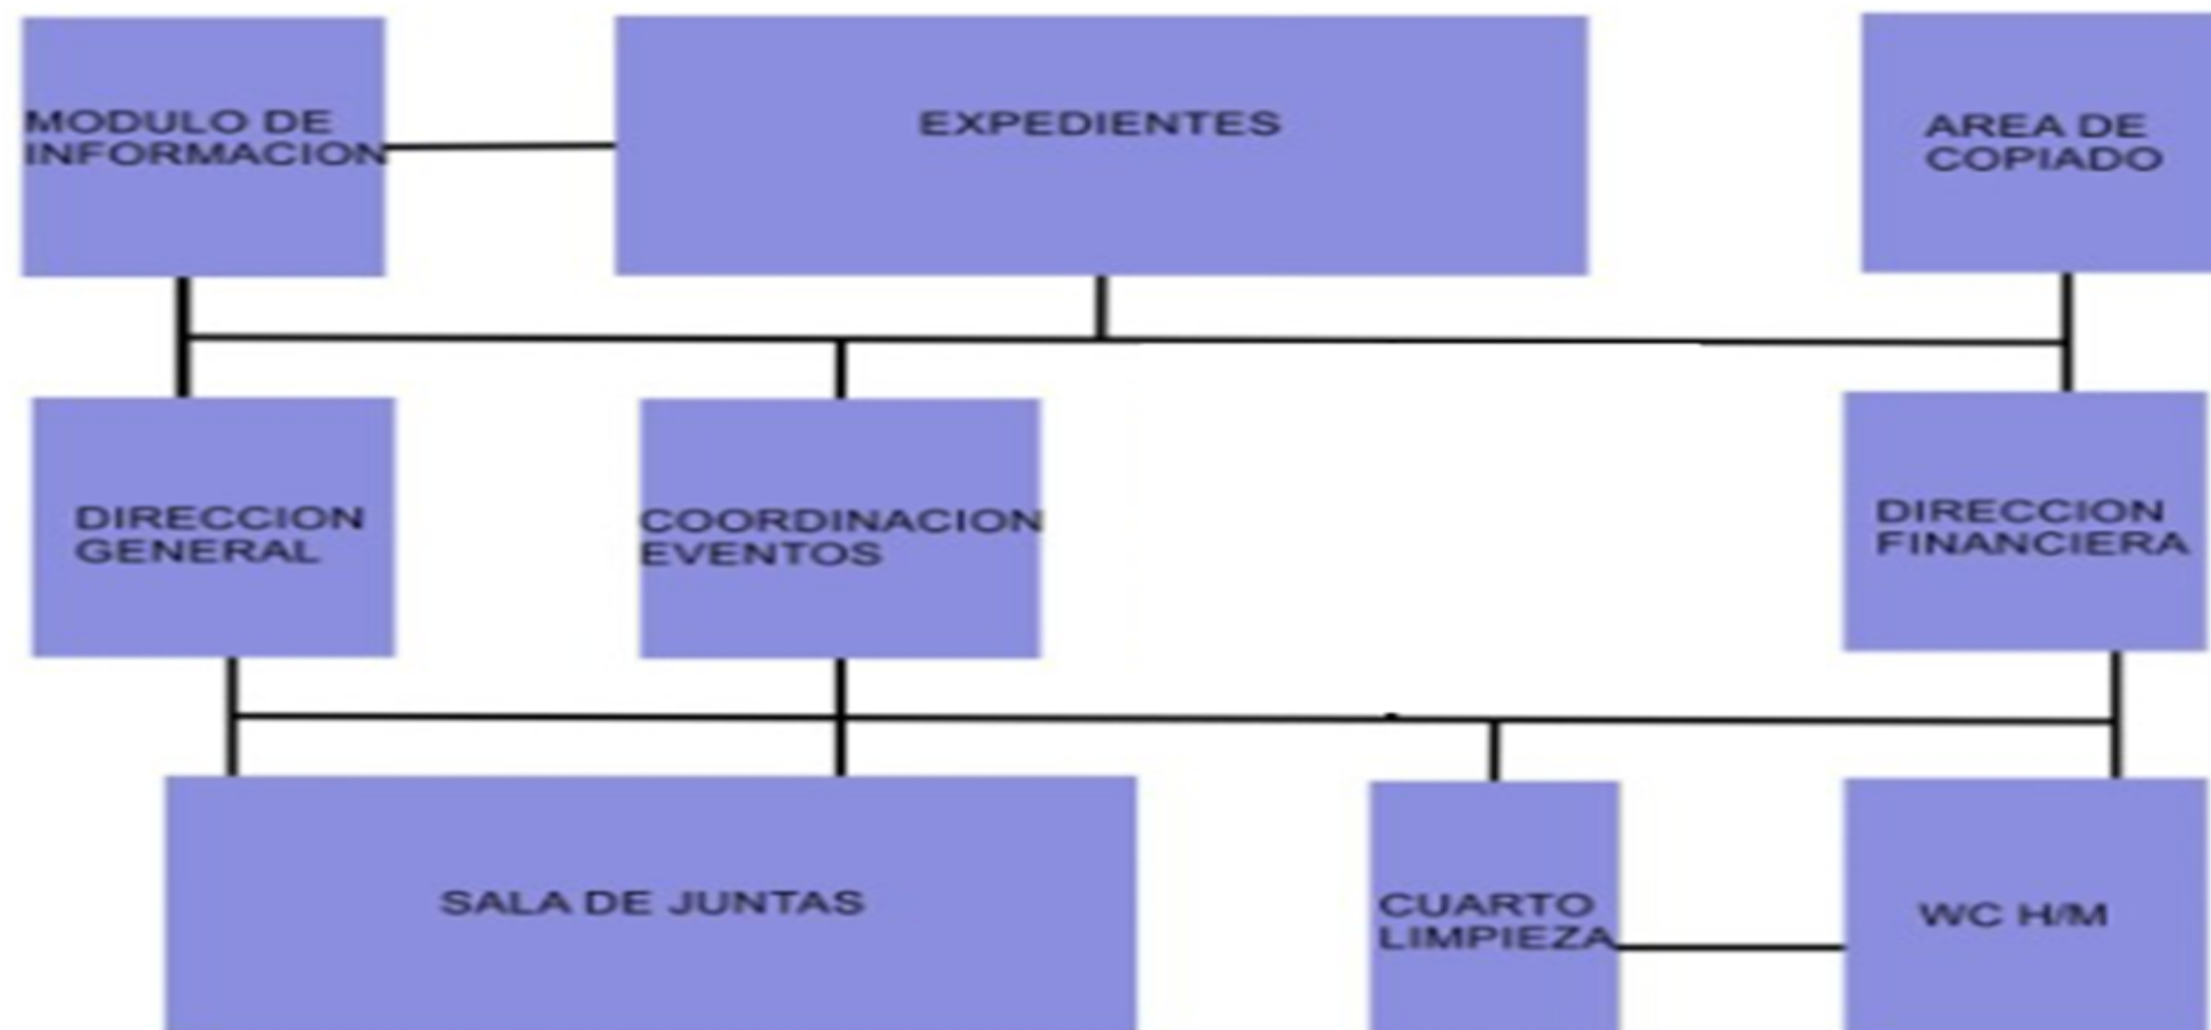 MODULO DE
INFORMACION
EXPEDIENTES
AREA DE
COPIADO
DIRECCION
GENERAL
COORDINACION
EVENTOS
DIRECCION
FINANCIERA
SALA DE JUNTAS
CUARTO
LIMPIEZA
WC H/M